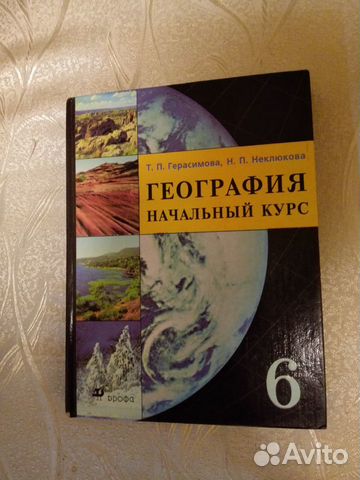 Т. П. Герасимова, Н. П. Неклюкова
ГЕОГРАФИЯ
НАЧАЛЬНЫЙ КУРС
6
дрофа
Avito